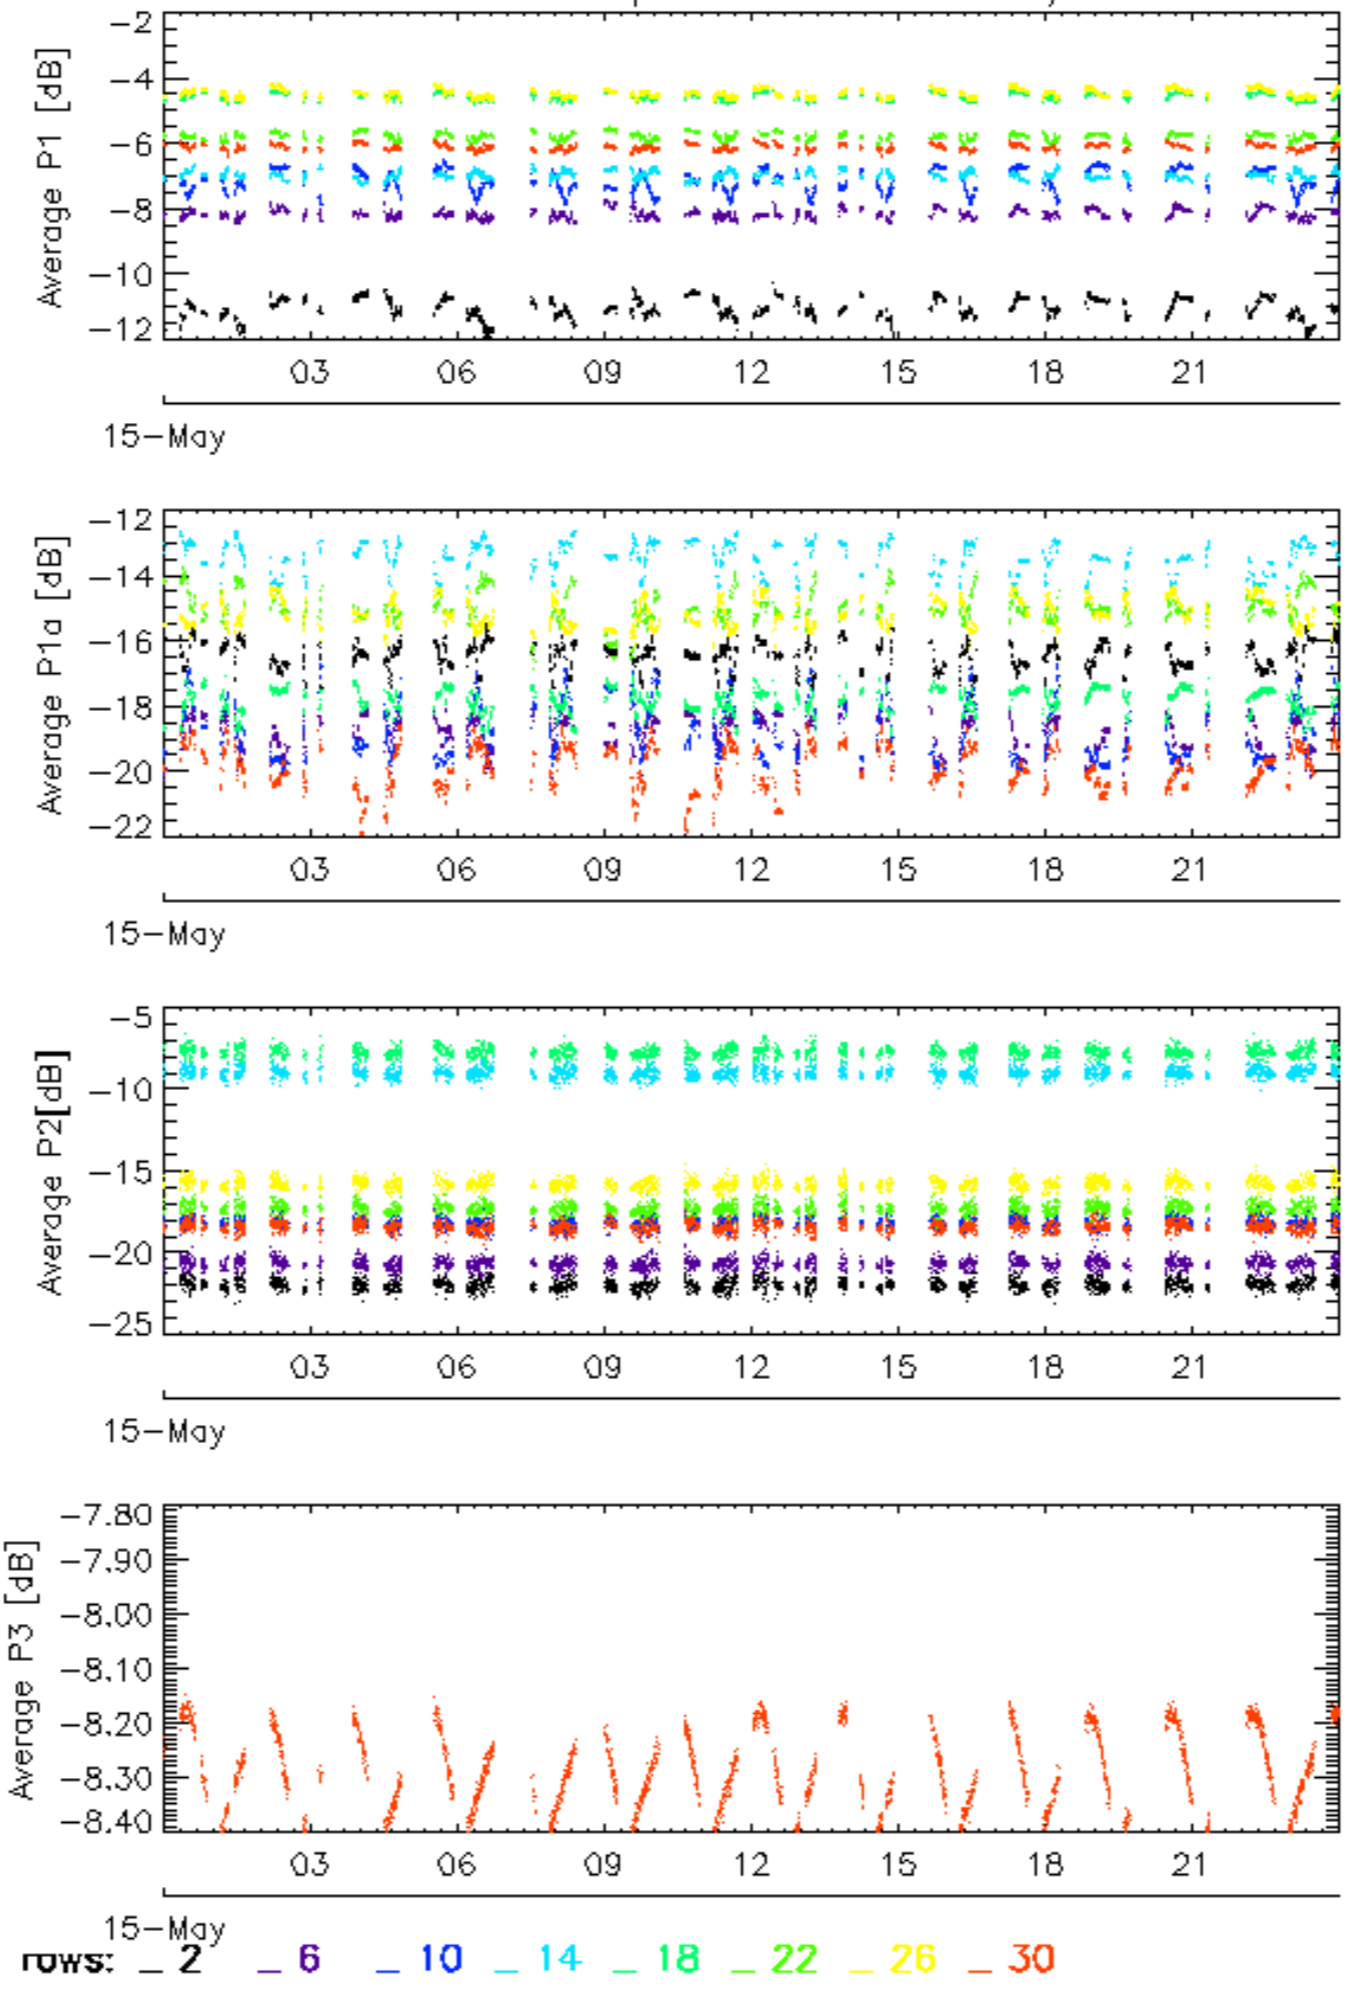 -2
-4
-6
-8
-10
-12
Average P1 [dB]
03 06 09 12 15 18 21
15-May
-12
-14
-16
-18
-20
-22
Average P1a [dB]
03 06 09 12 15 18 21
15-May
-5
-10
-15
-20
-25
Average P2[dB]
03 06 09 12 15 18 21
15-May
-7.80
-7.90
-8.00
-8.10
-8.20
-8.30
-8.40
Average P3 [dB]
03 06 09 12 15 18 21
15-May
rows: _ 2 _ 6 _ 10 _ 14 _ 18 _ 22 _ 26 _ 30